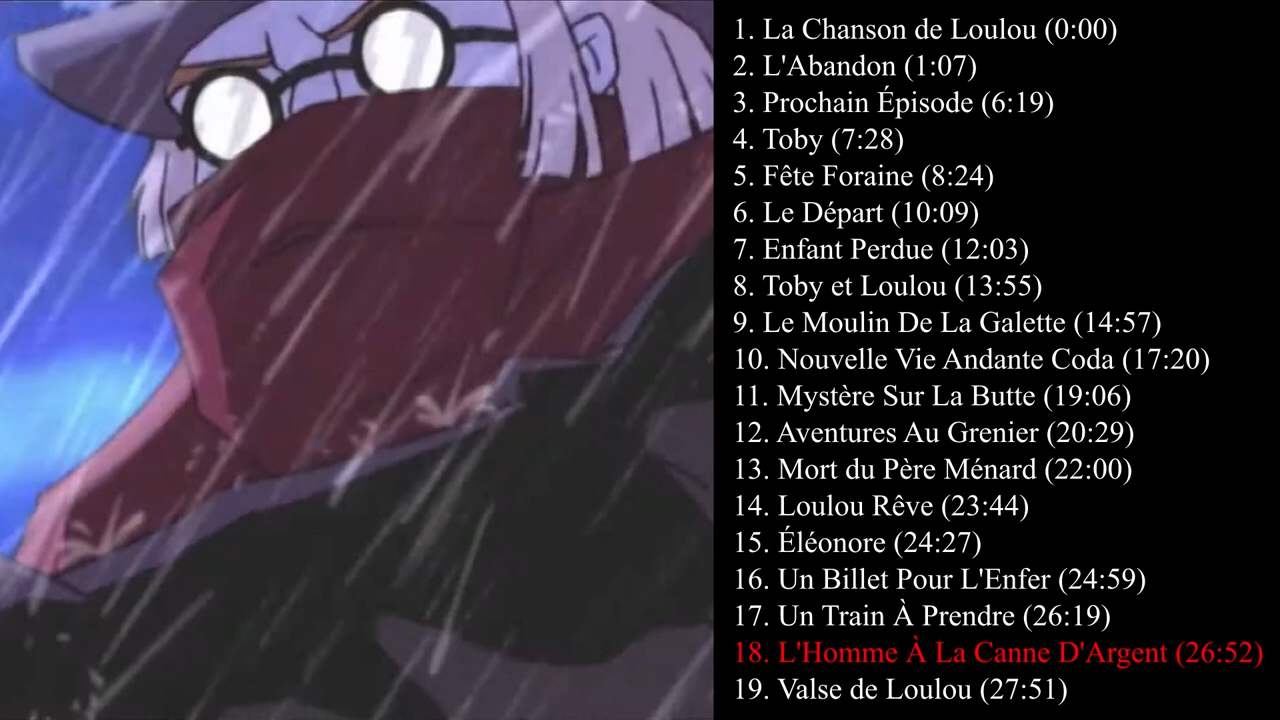 1. La Chanson de Loulou (0:00)
2. L'Abandon (1:07)
3. Prochain Épisode (6:19)
4. Toby (7:28)
5. Fête Foraine (8:24)
6. Le Départ (10:09)
7. Enfant Perdue (12:03)
8. Toby et Loulou (13:55)
9. Le Moulin De La Galette (14:57)
10. Nouvelle Vie Andante Coda (17:20)
11. Mystère Sur La Butte (19:06)
12. Aventures Au Grenier (20:29)
13. Mort du Père Ménard (22:00)
14. Loulou Rêve (23:44)
15. Éléonore (24:27)
16. Un Billet Pour L'Enfer (24:59)
17. Un Train À Prendre (26:19)
18. L'Homme À La Canne D'Argent (26:52)
19. Valse de Loulou (27:51)